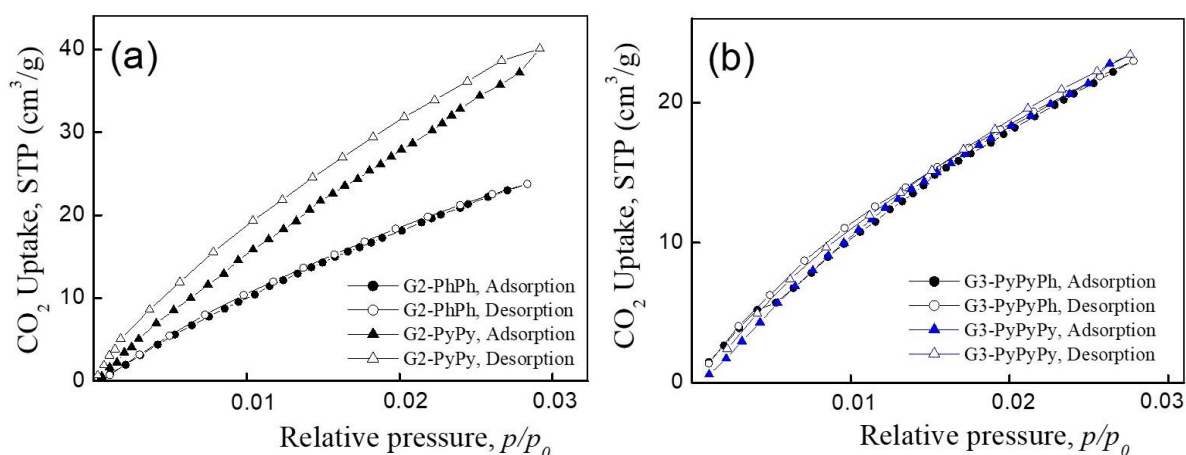 (a)
CO₂ Uptake, STP (cm³/g)
40
30
20
10
0
G2-PhPh, Adsorption
G2-PhPh, Desorption
G2-PyPy, Adsorption
G2-PyPy, Desorption
0.01
0.02
0.03
Relative pressure, p/p₀
(b)
CO₂ Uptake, STP (cm³/g)
20
10
0
G3-PyPyPh, Adsorption
G3-PyPyPh, Desorption
G3-PyPyPy, Adsorption
G3-PyPyPy, Desorption
0.01
0.02
0.03
Relative pressure, p/p₀